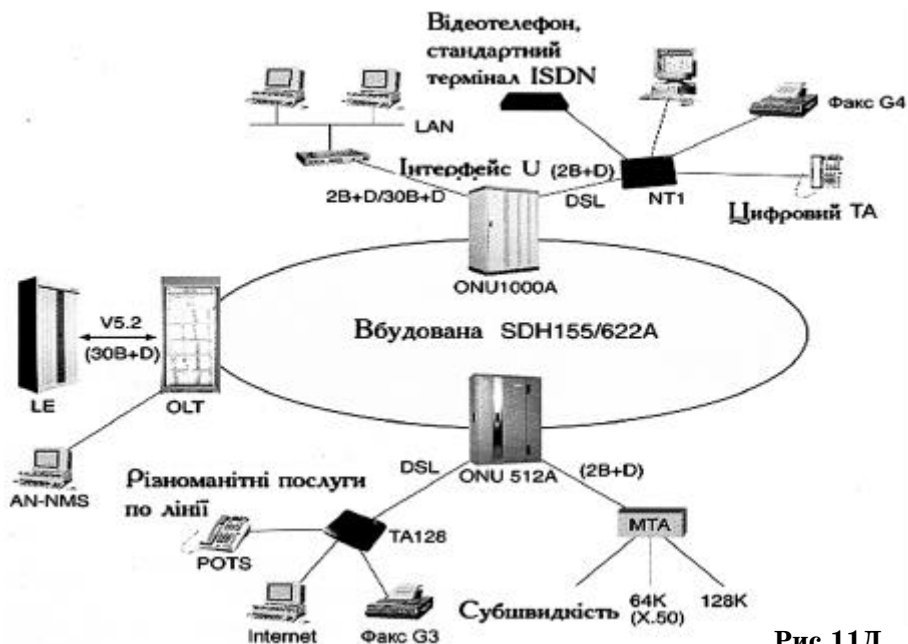 Відеотелефон,
стандартний
термінал ISDN
Факс G4
LAN
Інтерфейс U (2B+D)
2B+D/30B+D
DSL
NT1
Цифровий ТА
ONU1000A
V5.2
(30B+D)
Вбудована SDH155/622A
LE
OLT
DSL
ONU 512A
(2B+D)
AN-NMS
Різноманітні послуги
по лінії
TA128
MTA
POTS
Субшвидкість
64K
(X.50)
128K
Internet
Факс G3
Рис.11Д